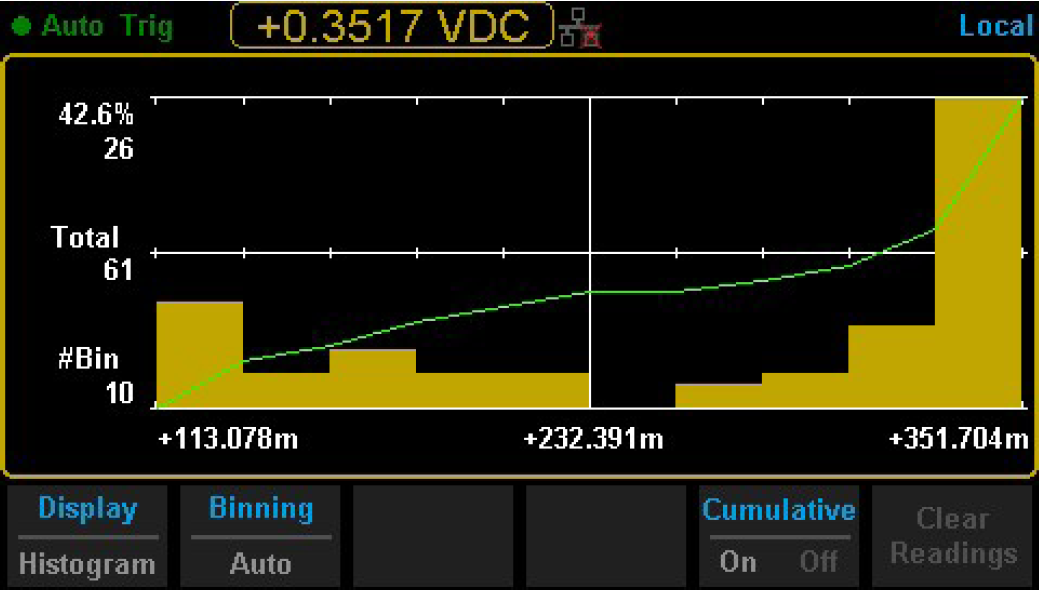 Auto Trig +0.3517 VDC Local
42.6%
26
Total
61
#Bin
10
+113.078m +232.391m +351.704m
Display Binning Cumulative Clear
Histogram Auto On Off Readings